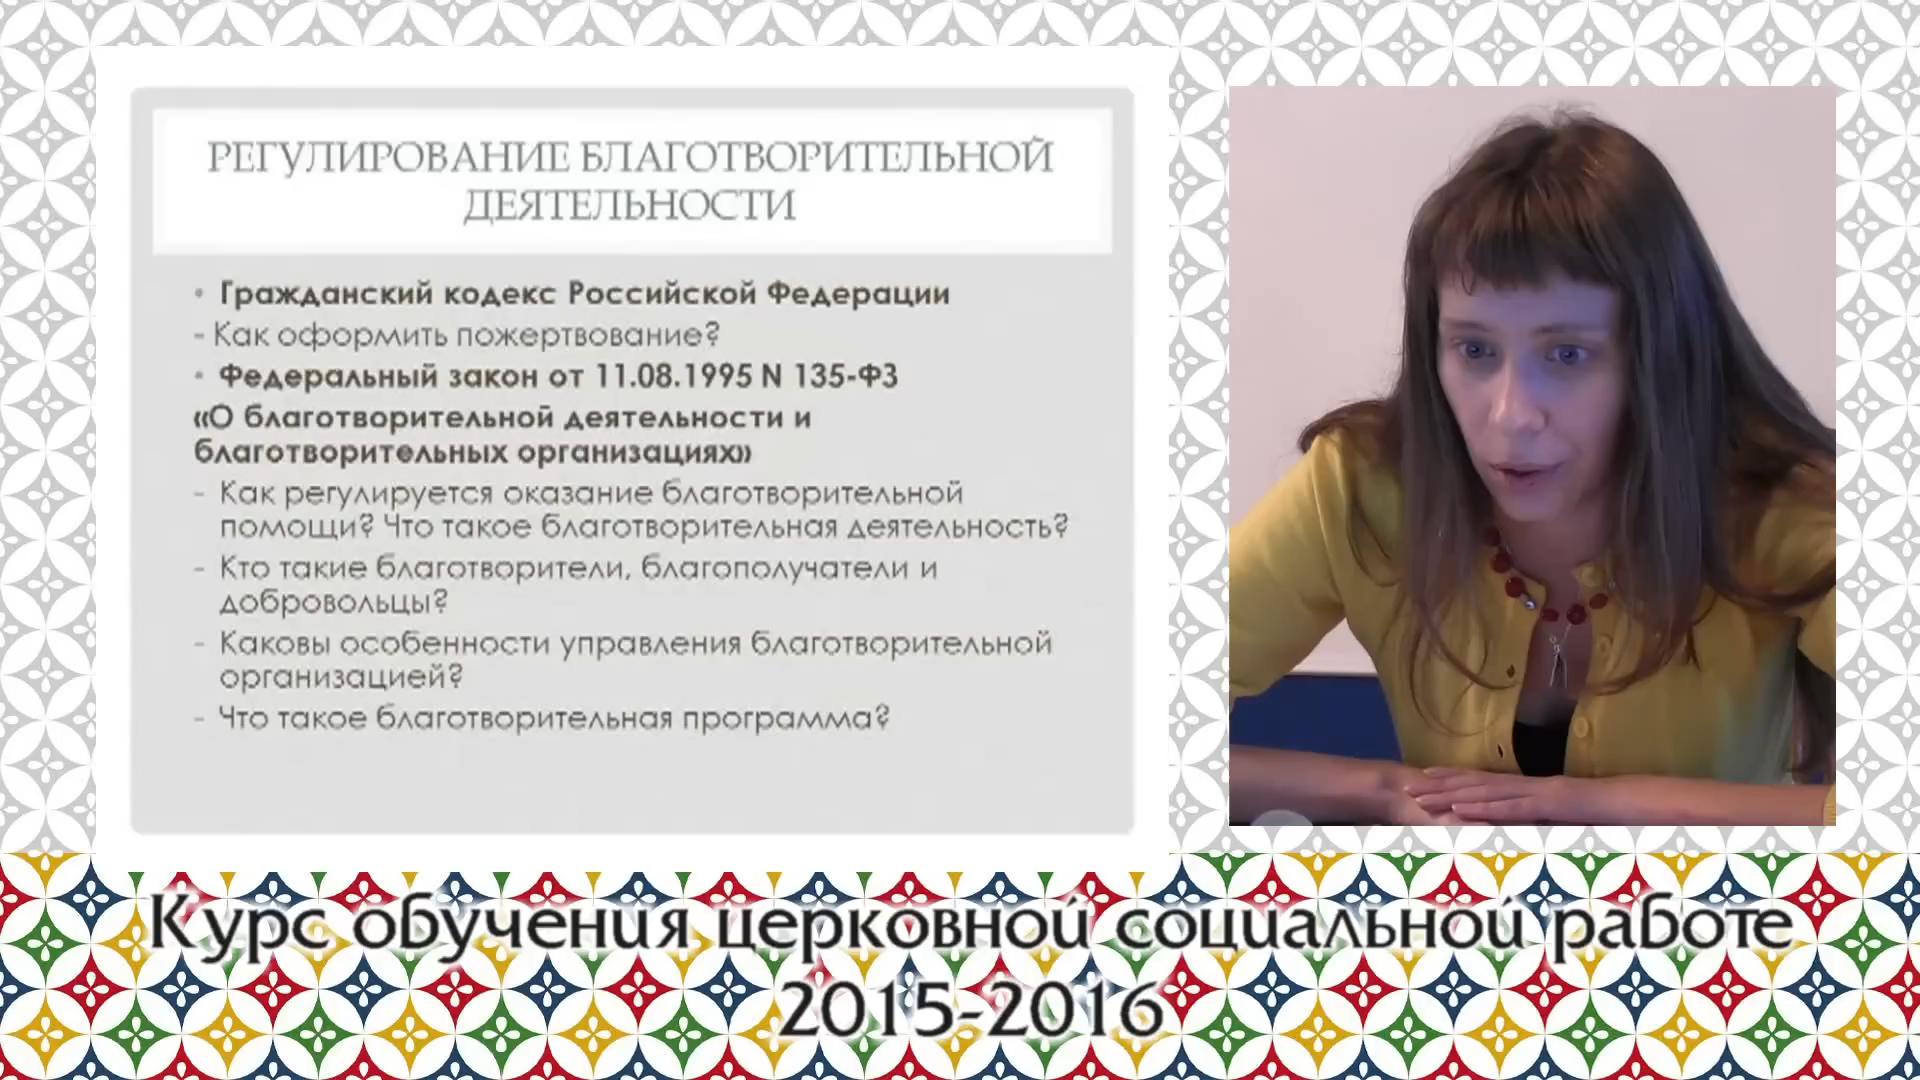 РЕГУЛИРОВАНИЕ БЛАГОТВОРИТЕЛЬНОЙ
ДЕЯТЕЛЬНОСТИ
• Гражданский кодекс Российской Федерации
- Как оформить пожертвование?
• Федеральный закон от 11.08.1995 N 135-ФЗ
«О благотворительной деятельности и
благотворительных организациях»
- Как регулируется оказание благотворительной
помощи? Что такое благотворительная деятельность?
- Кто такие благотворители, благополучатели и
добровольцы?
- Каковы особенности управления благотворительной
организацией?
- Что такое благотворительная программа?
Курс обучения церковной социальной работе
2015-2016